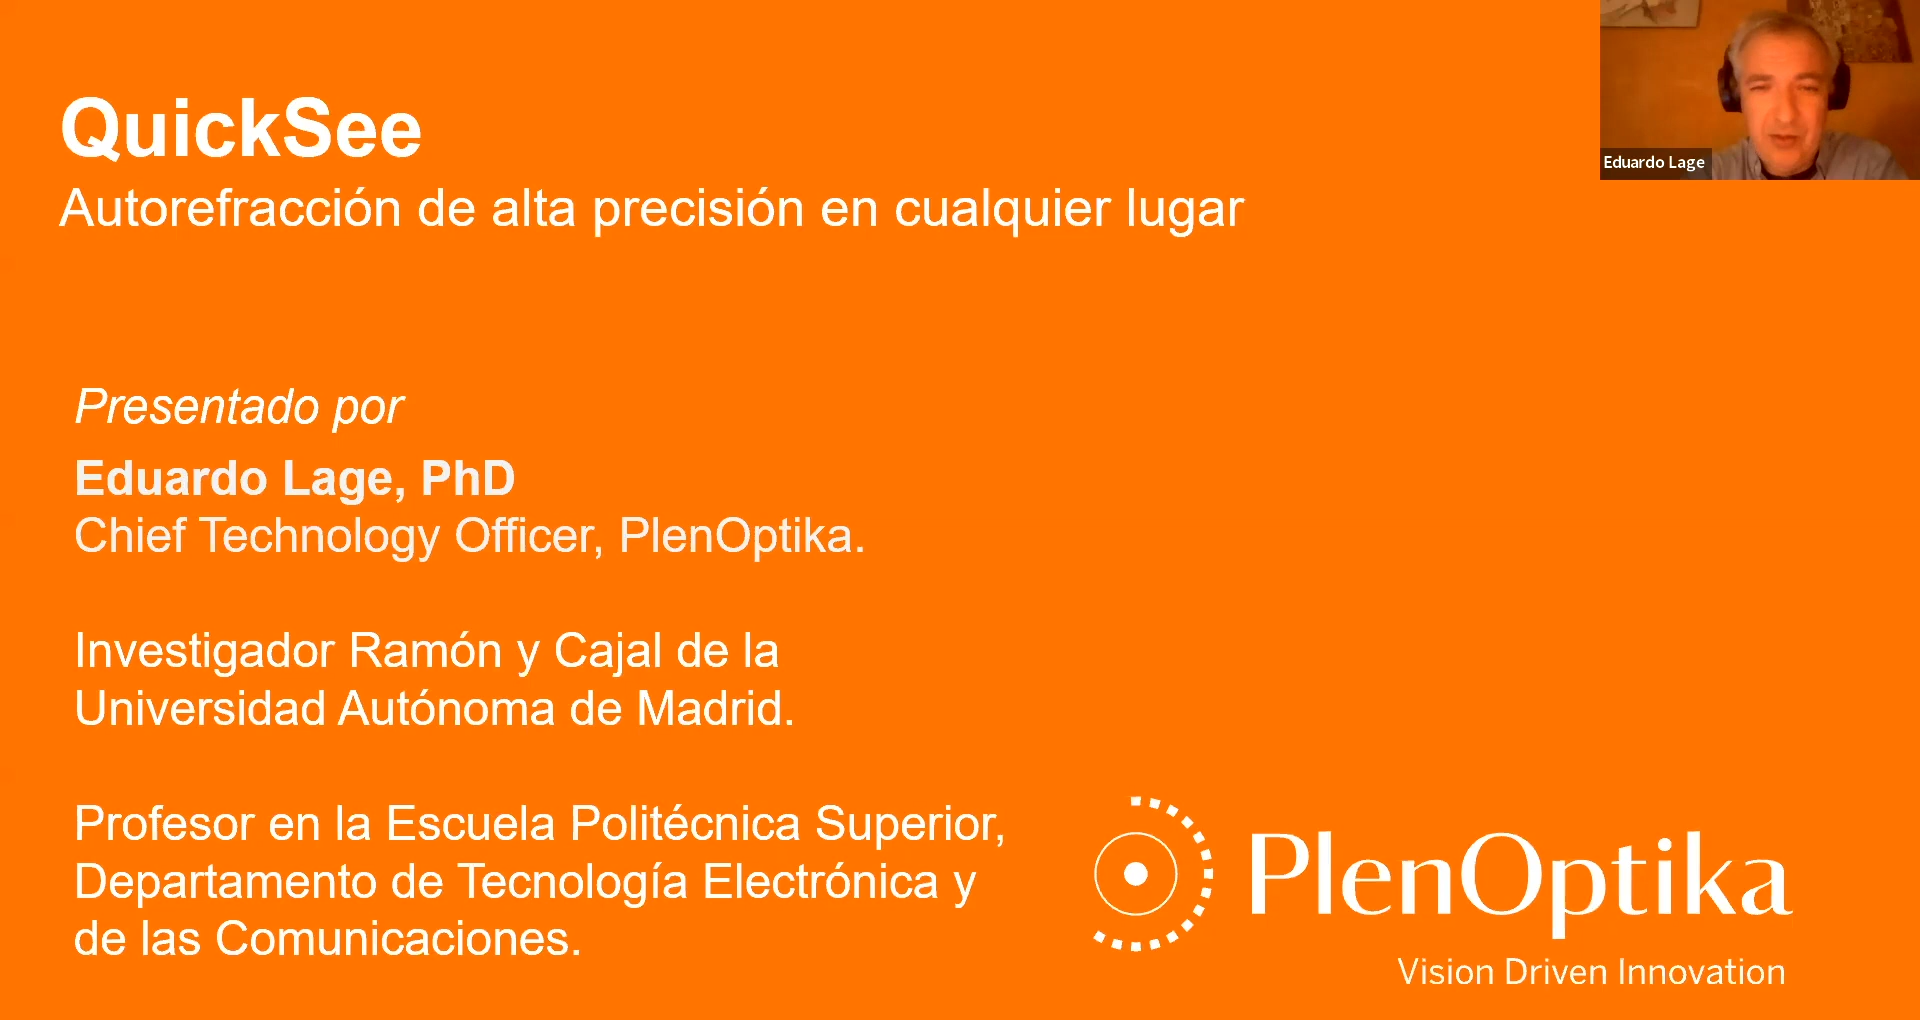 QuickSee
Autorefracción de alta precisión en cualquier lugar
Eduardo Lage
Presentado por
Eduardo Lage, PhD
Chief Technology Officer, PlenOptika.
Investigador Ramón y Cajal de la
Universidad Autónoma de Madrid.
Profesor en la Escuela Politécnica Superior,
Departamento de Tecnología Electrónica y
de las Comunicaciones.
PlenOptika
Vision Driven Innovation